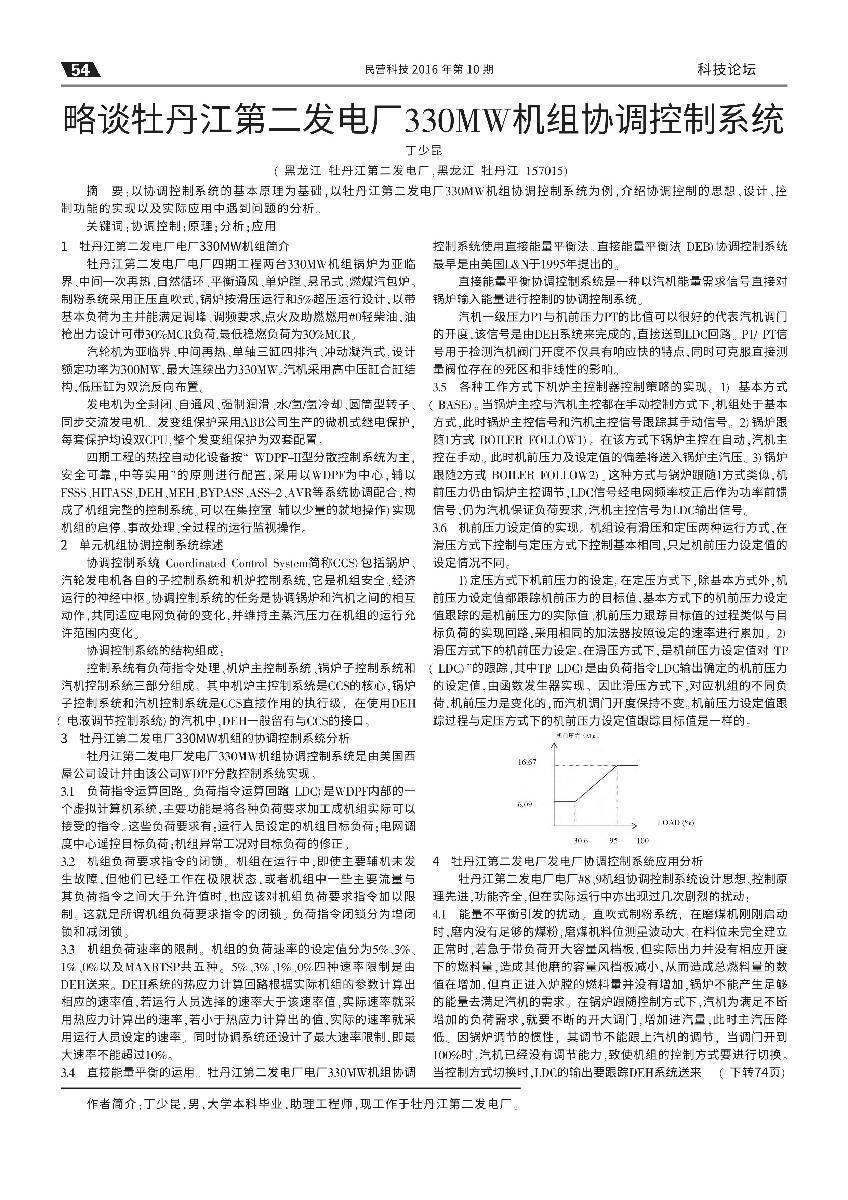 54
民营科技2016年第10期
科技论坛
略谈牡丹江第二发电厂330MW机组协调控制系统
丁少昆
(黑龙江 牡丹江第二发电厂,黑龙江 牡丹江 157015)
摘 要:以协调控制系统的基本原理为基础,以牡丹江第二发电厂330MW机组协调控制系统为例,介绍协调控制的思想、设计、控
制功能的实现以及实际应用中遇到问题的分析。
关键词:协调控制;原理;分析;应用
1 牡丹江第二发电厂电厂330MW机组简介
牡丹江第二发电厂电厂四期工程两台330MW机组锅炉为亚临
界、中间一次再热、自然循环、平衡通风、单炉膛、悬吊式、燃煤汽包炉。
制粉系统采用正压直吹式,锅炉按滑压运行和5%超压运行设计,以带
基本负荷为主并能满足调峰、调频要求,点火及助燃燃用#0轻柴油,油
枪出力设计可带30%MCR负荷,最低稳燃负荷为30%MCR。
汽轮机为亚临界、中间再热、单轴三缸四排汽、冲动凝汽式,设计
额定功率为300MW,最大连续出力330MW,汽机采用高中压缸合缸结
构,低压缸为双流反向布置。
发电机为全封闭、自通风、强制润滑、水/氢/氢冷却、圆筒型转子、
同步交流发电机。发变组保护采用ABB公司生产的微机式继电保护,
每套保护均设双CPU,整个发变组保护为双套配置。
四期工程的热控自动化设备按“WDPF-II型分散控制系统为主,
安全可靠,中等实用”的原则进行配置,采用以WDPF为中心,辅以
FSSS、HITASS、DEH、MEH、BYPASS、ASS-2、AVR等系统协调配合,构
成了机组完整的控制系统。可以在集控室(辅以少量的就地操作)实现
机组的启停、事故处理、全过程的运行监视操作。
2 单元机组协调控制系统综述
协调控制系统(Coordinated Control System简称CCS)包括锅炉、
汽轮发电机各自的子控制系统和机炉控制系统,它是机组安全、经济
运行的神经中枢。协调控制系统的任务是协调锅炉和汽机之间的相互
动作,共同适应电网负荷的变化,并维持主蒸汽压力在机组的运行允
许范围内变化。
协调控制系统的结构组成:
控制系统有负荷指令处理、机炉主控制系统、锅炉子控制系统和
汽机控制系统三部分组成。其中机炉主控制系统是CCS的核心,锅炉
子控制系统和汽机控制系统是CCS直接作用的执行级。在使用DEH
(电液调节控制系统)的汽机中,DEH一般留有与CCS的接口。
3 牡丹江第二发电厂330MW机组的协调控制系统分析
牡丹江第二发电厂发电厂330MW机组协调控制系统是由美国西
屋公司设计并由该公司WDPF分散控制系统实现。
3.1 负荷指令运算回路。负荷指令运算回路(LDC)是WDPF内部的一
个虚拟计算机系统,主要功能是将各种负荷要求加工成机组实际可以
接受的指令。这些负荷要求有:运行人员设定的机组目标负荷;电网调
度中心遥控目标负荷;机组异常工况对目标负荷的修正。
3.2 机组负荷要求指令的闭锁。机组在运行中,即使主要辅机未发
生故障,但他们已经工作在极限状态,或者机组中一些主要流量与
其负荷指令之间大于允许值时,也应该对机组负荷要求指令加以限
制。这就是所谓机组负荷要求指令的闭锁。负荷指令闭锁分为增闭
锁和减闭锁。
3.3 机组负荷速率的限制。机组的负荷速率的设定值分为5%、3%、
1%、0%以及MAXRTSP共五种。5%、3%、1%、0%四种速率限制是由
DEH送来。DEH系统的热应力计算回路根据实际机组的参数计算出
相应的速率值,若运行人员选择的速率大于该速率值,实际速率就采
用热应力计算出的速率,若小于热应力计算出的值,实际的速率就采
用运行人员设定的速率。同时协调系统还设计了最大速率限制,即最
大速率不能超过10%。
3.4 直接能量平衡的运用。牡丹江第二发电厂电厂330MW机组协调
控制系统使用直接能量平衡法。直接能量平衡法(DEB)协调控制系统
最早是由美国L&N于1995年提出的。
直接能量平衡协调控制系统是一种以汽机能量需求信号直接对
锅炉输入能量进行控制的协调控制系统。
汽机一级压力P1与机前压力PT的比值可以很好的代表汽机调门
的开度,该信号是由DEH系统来完成的,直接送到LDC回路。P1/PT信
号用于检测汽机阀门开度不仅具有响应快的特点,同时可克服直接测
量阀位存在的死区和非线性的影响。
3.5 各种工作方式下机炉主控制器控制策略的实现。1)基本方式
(BASE)。当锅炉主控与汽机主控都在手动控制方式下,机组处于基本
方式,此时锅炉主控信号和汽机主控信号跟踪其手动信号。2)锅炉跟
随1方式(BOILER FOLLOW1)。在该方式下锅炉主控在自动,汽机主
控在手动。此时机前压力及设定值的偏差将送入锅炉主汽压。3)锅炉
跟随2方式(BOILER FOLLOW2)。这种方式与锅炉跟随1方式类似,机
前压力仍由锅炉主控调节,LDC信号经电网频率校正后作为功率前馈
信号,仍为汽机保证负荷要求,汽机主控信号为LDC输出信号。
3.6 机前压力设定值的实现。机组设有滑压和定压两种运行方式,在
滑压方式下控制与定压方式下控制基本相同,只是机前压力设定值的
设定情况不同。
1)定压方式下机前压力的设定。在定压方式下,除基本方式外,机
前压力设定值都跟踪机前压力的目标值,基本方式下的机前压力设定
值跟踪的是机前压力的实际值。机前压力跟踪目标值的过程类似与目
标负荷的实现回路,采用相同的加法器按照设定的速率进行累加。2)
滑压方式下的机前压力设定。在滑压方式下,是机前压力设定值对“TP
(LDC)”的跟踪,其中TP(LDC)是由负荷指令LDC输出确定的机前压力
的设定值,由函数发生器实现。因此滑压方式下,对应机组的不同负
荷,机前压力是变化的,而汽机调门开度保持不变。机前压力设定值跟
踪过程与定压方式下的机前压力设定值跟踪目标值是一样的。
机前压力(Mpa)
16.67
6.09
LOAD(%)
30.6 95 100
4 牡丹江第二发电厂发电厂协调控制系统应用分析
牡丹江第二发电厂电厂#8、9机组协调控制系统设计思想、控制原
理先进,功能齐全,但在实际运行中亦出现过几次剧烈的扰动:
4.1 能量不平衡引发的扰动。直吹式制粉系统,在磨煤机刚刚启动
时,磨内没有足够的煤粉,磨煤机料位测量波动大。在料位未完全建立
正常时,若急于带负荷开大容量风档板,但实际出力并没有相应开度
下的燃料量,造成其他磨的容量风档板减小,从而造成总燃料量的数
值在增加,但真正进入炉膛的燃料量并没有增加,锅炉不能产生足够
的能量去满足汽机的需求。在锅炉跟随控制方式下,汽机为满足不断
增加的负荷需求,就要不断的开大调门,增加进汽量,此时主汽压降
低。因锅炉调节的惯性,其调节不能跟上汽机的调节,当调门开到
100%时,汽机已经没有调节能力,致使机组的控制方式要进行切换。
当控制方式切换时,LDC的输出要跟踪DEH系统送来 (下转74页)
作者简介:丁少昆,男,大学本科毕业,助理工程师,现工作于牡丹江第二发电厂。